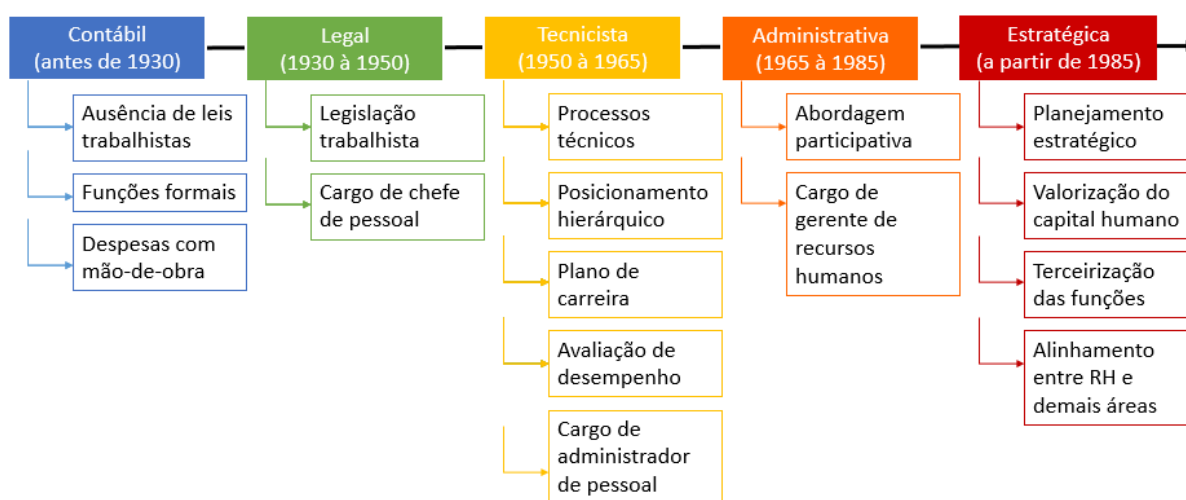 Contábil
(antes de 1930)
Ausência de leis
trabalhistas
Funções formais
Despesas com
mão-de-obra
Legal
(1930 à 1950)
Legislação
trabalhista
Cargo de chefe
de pessoal
Tecnicista
(1950 à 1965)
Processos
técnicos
Posicionamento
hierárquico
Plano de
carreira
Avaliação de
desempenho
Cargo de
administrador
de pessoal
Administrativa
(1965 à 1985)
Abordagem
participativa
Cargo de
gerente de
recursos
humanos
Estratégica
(a partir de 1985)
Planejamento
estratégico
Valorização do
capital humano
Terceirização
das funções
Alinhamento
entre RH e
demais áreas